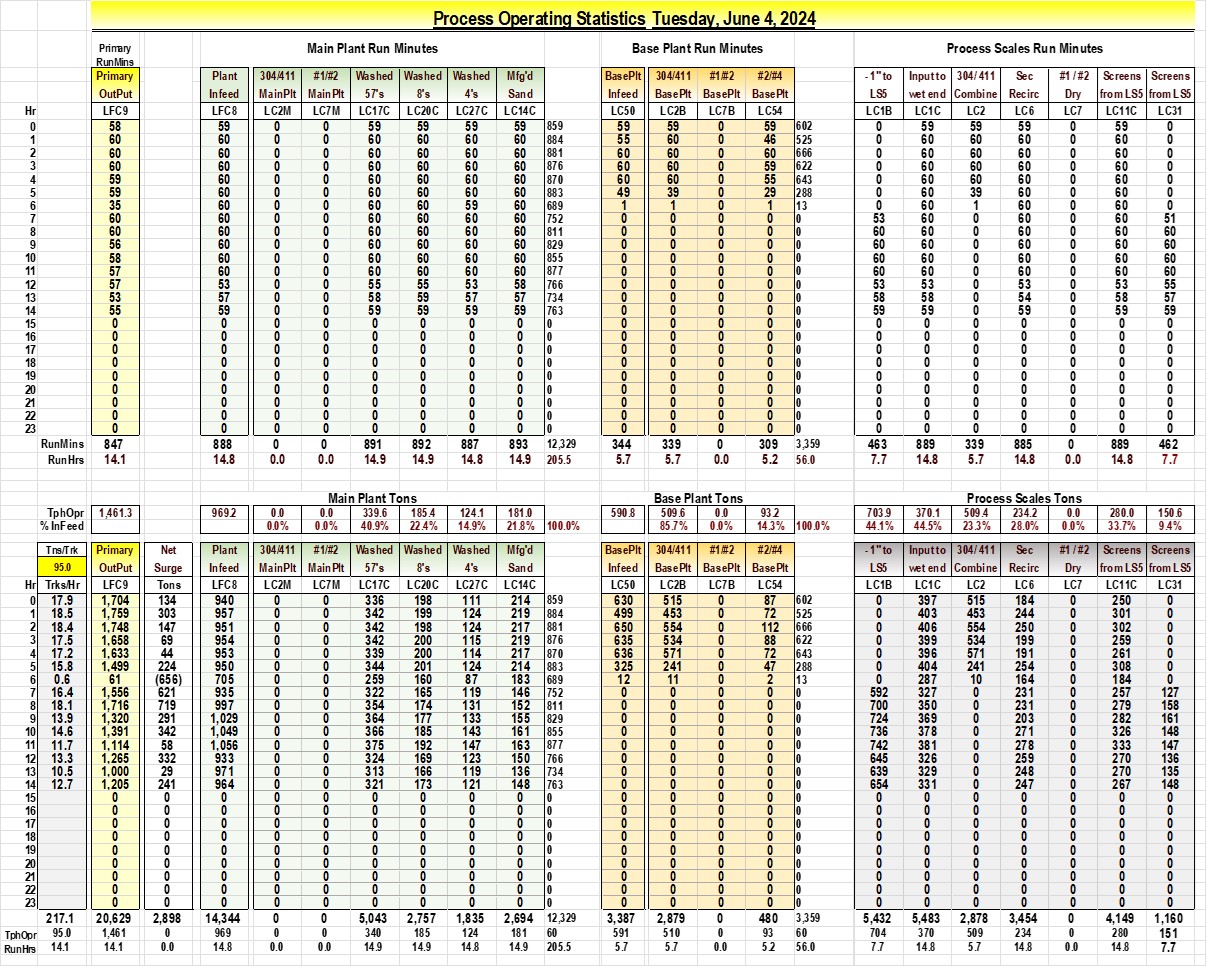 Process Operating Statistics Tuesday, June 4, 2024
Primary Main Plant Run Minutes Base Plant Run Minutes Process Scales Run Minutes
RunMins
Primary Plant 304/411 #1/#2 Washed Washed Washed Mfg'd BasePlt 304/411 #1/#2 #2/#4 -1" to Input to 304/ 411 Sec #1 / #2 Screens Screens
OutPut Infeed MainPlt MainPlt 57's 8's 4's Sand Infeed BasePlt BasePlt BasePlt LS5 wet end Combine Recirc Dry from LS5 from LS5
Hr LFC9 LFC8 LC2M LC7M LC17C LC20C LC27C LC14C LC50 LC2B LC7B LC54 LC1B LC1C LC2 LC6 LC7 LC11C LC31
0 58 59 0 0 59 59 59 59 859 59 59 0 59 602 0 59 59 59 0 59 0
1 60 60 0 0 60 60 60 60 884 55 60 0 46 525 0 60 60 60 0 60 0
2 60 60 0 0 60 60 60 60 881 60 60 0 60 666 0 60 60 60 0 60 0
3 60 60 0 0 60 60 60 60 876 60 60 0 59 622 0 60 60 60 0 60 0
4 59 60 0 0 60 60 60 60 870 60 60 0 55 643 0 60 60 60 0 60 0
5 59 60 0 0 60 60 60 60 883 49 39 0 29 288 0 60 39 60 0 60 0
6 35 60 0 0 60 60 59 60 689 1 1 0 1 13 0 60 1 60 0 60 0
7 60 60 0 0 60 60 60 60 752 0 0 0 0 0 53 60 0 60 0 60 51
8 60 60 0 0 60 60 60 60 811 0 0 0 0 0 60 60 0 60 0 60 60
9 56 60 0 0 60 60 60 60 829 0 0 0 0 0 60 60 0 60 0 60 60
10 58 60 0 0 60 60 60 60 855 0 0 0 0 0 60 60 0 60 0 60 60
11 57 60 0 0 60 60 60 60 877 0 0 0 0 0 60 60 0 60 0 60 60
12 57 53 0 0 55 55 53 58 766 0 0 0 0 0 53 53 0 53 0 53 55
13 53 57 0 0 58 59 57 57 734 0 0 0 0 0 58 58 0 54 0 58 57
14 55 59 0 0 59 59 59 59 763 0 0 0 0 0 59 59 0 59 0 59 59
15 0 0 0 0 0 0 0 0 0 0 0 0 0 0 0 0 0 0 0 0 0
16 0 0 0 0 0 0 0 0 0 0 0 0 0 0 0 0 0 0 0 0 0
17 0 0 0 0 0 0 0 0 0 0 0 0 0 0 0 0 0 0 0 0 0
18 0 0 0 0 0 0 0 0 0 0 0 0 0 0 0 0 0 0 0 0 0
19 0 0 0 0 0 0 0 0 0 0 0 0 0 0 0 0 0 0 0 0 0
20 0 0 0 0 0 0 0 0 0 0 0 0 0 0 0 0 0 0 0 0 0
21 0 0 0 0 0 0 0 0 0 0 0 0 0 0 0 0 0 0 0 0 0
22 0 0 0 0 0 0 0 0 0 0 0 0 0 0 0 0 0 0 0 0 0
23 0 0 0 0 0 0 0 0 0 0 0 0 0 0 0 0 0 0 0 0 0
RunMins 847 888 0 0 891 892 887 893 12,329 344 339 0 309 3,359 463 889 339 885 0 889 462
RunHrs 14.1 14.8 0.0 0.0 14.9 14.9 14.8 14.9 205.5 5.7 5.7 0.0 5.2 56.0 7.7 14.8 5.7 14.8 0.0 14.8 7.7
Main Plant Tons Base Plant Tons Process Scales Tons
TphOpr 1,461.3 969.2 0.0 0.0 339.6 185.4 124.1 181.0 590.8 509.6 0.0 93.2 703.9 370.1 509.4 234.2 0.0 280.0 150.6
% InFeed 0.0% 0.0% 40.9% 22.4% 14.9% 21.8% 100.0% 85.7% 0.0% 14.3% 100.0% 44.1% 44.5% 23.3% 28.0% 0.0% 33.7% 9.4%
Tns/Trk Primary Net Plant 304/411 #1/#2 Washed Washed Washed Mfg'd BasePlt 304/411 #1/#2 #2/#4 -1" to Input to 304/ 411 Sec #1 / #2 Screens Screens
95.0 OutPut Surge Infeed MainPlt MainPlt 57's 8's 4's Sand Infeed BasePlt BasePlt BasePlt LS5 wet end Combine Recirc Dry from LS5 from LS5
Hr Trks/Hr LFC9 Tons LFC8 LC2M LC7M LC17C LC20C LC27C LC14C LC50 LC2B LC7B LC54 LC1B LC1C LC2 LC6 LC7 LC11C LC31
0 17.9 1,704 134 940 0 0 336 198 111 214 859 630 515 0 87 602 0 397 515 184 0 250 0
1 18.5 1,759 303 957 0 0 342 199 124 219 884 499 453 0 72 525 0 403 453 244 0 301 0
2 18.4 1,748 147 951 0 0 342 198 124 217 881 650 554 0 112 666 0 406 554 250 0 302 0
3 17.5 1,658 69 954 0 0 342 200 115 219 876 635 534 0 88 622 0 399 534 199 0 259 0
4 17.2 1,633 44 953 0 0 339 200 114 217 870 636 571 0 72 643 0 396 571 191 0 261 0
5 15.8 1,499 224 950 0 0 344 201 124 214 883 325 241 0 47 288 0 404 241 254 0 308 0
6 0.6 61 (656) 705 0 0 259 160 87 183 689 12 11 0 2 13 0 287 10 164 0 184 0
7 16.4 1,556 621 935 0 0 322 165 119 146 752 0 0 0 0 0 592 327 0 231 0 257 127
8 18.1 1,716 719 997 0 0 354 174 131 152 811 0 0 0 0 0 700 350 0 231 0 279 158
9 13.9 1,320 291 1,029 0 0 364 177 133 155 829 0 0 0 0 0 724 369 0 203 0 282 161
10 14.6 1,391 342 1,049 0 0 366 185 143 161 855 0 0 0 0 0 736 378 0 271 0 326 148
11 11.7 1,114 58 1,056 0 0 375 192 147 163 877 0 0 0 0 0 742 381 0 278 0 333 147
12 13.3 1,265 332 933 0 0 324 169 123 150 766 0 0 0 0 0 645 326 0 259 0 270 136
13 10.5 1,000 29 971 0 0 313 166 119 136 734 0 0 0 0 0 639 329 0 248 0 270 135
14 12.7 1,205 241 964 0 0 321 173 121 148 763 0 0 0 0 0 654 331 0 247 0 267 148
15 0 0 0 0 0 0 0 0 0 0 0 0 0 0 0 0 0 0 0 0 0 0
16 0 0 0 0 0 0 0 0 0 0 0 0 0 0 0 0 0 0 0 0 0 0
17 0 0 0 0 0 0 0 0 0 0 0 0 0 0 0 0 0 0 0 0 0 0
18 0 0 0 0 0 0 0 0 0 0 0 0 0 0 0 0 0 0 0 0 0 0
19 0 0 0 0 0 0 0 0 0 0 0 0 0 0 0 0 0 0 0 0 0 0
20 0 0 0 0 0 0 0 0 0 0 0 0 0 0 0 0 0 0 0 0 0 0
21 0 0 0 0 0 0 0 0 0 0 0 0 0 0 0 0 0 0 0 0 0 0
22 0 0 0 0 0 0 0 0 0 0 0 0 0 0 0 0 0 0 0 0 0 0
23 0 0 0 0 0 0 0 0 0 0 0 0 0 0 0 0 0 0 0 0 0 0
217.1 20,629 2,898 14,344 0 0 5,043 2,757 1,835 2,694 12,329 3,387 2,879 0 480 3,359 5,432 5,483 2,878 3,454 0 4,149 1,160
TphOpr 95.0 1,461 0 969 0 0 340 185 124 181 60 591 510 0 93 60 704 370 509 234 0 280 151
RunHrs 14.1 14.1 0.0 14.8 0.0 0.0 14.9 14.9 14.8 14.9 205.5 5.7 5.7 0.0 5.2 56.0 7.7 14.8 5.7 14.8 0.0 14.8 7.7